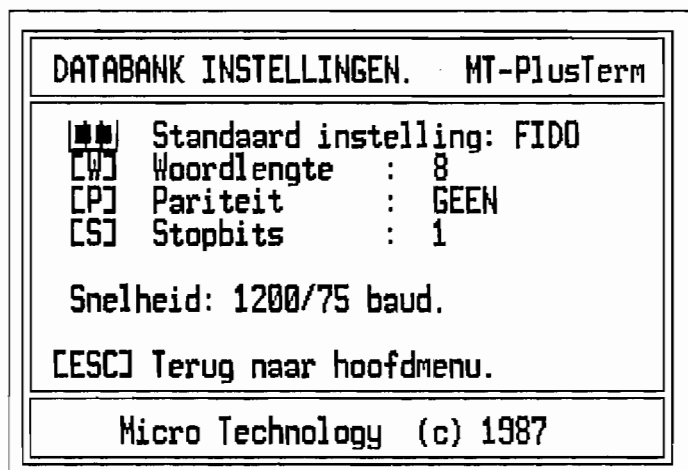 DATABANK INSTELLINGEN. MT-PlusTerm
Standaard instelling: FIDO
[W] Woordlengte : 8
[P] Pariteit : GEEN
[S] Stopbits : 1
Snelheid: 1200/75 baud.
[ESC] Terug naar hoofdmenu.
Micro Technology (c) 1987